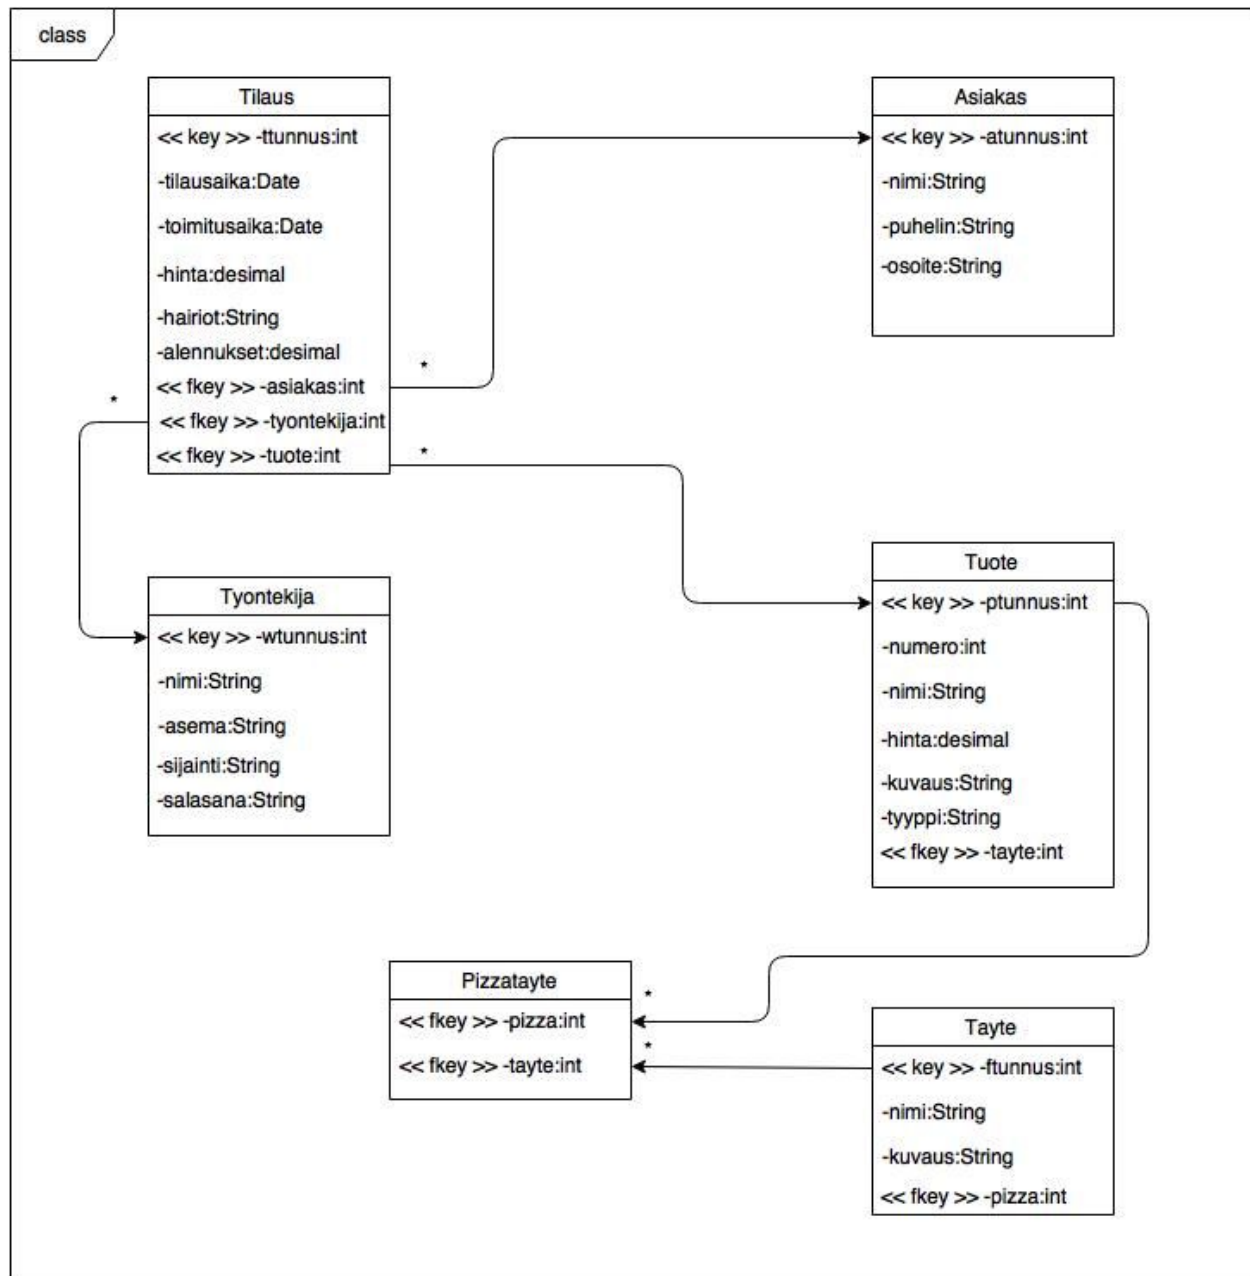 class
Tilaus
<< key >> -ttunnus:int
-tilausaika:Date
-toimitusaika:Date
-hinta:desimal
-hairiot:String
-alennukset:desimal
<< fkey >> -asiakas:int
<< fkey >> -tyontekija:int
<< fkey >> -tuote:int
*
*
*
Asiakas
<< key >> -atunnus:int
-nimi:String
-puhelin:String
-osoite:String
Tyontekija
<< key >> -wtunnus:int
-nimi:String
-asema:String
-sijainti:String
-salasana:String
Tuote
<< key >> -ptunnus:int
-numero:int
-nimi:String
-hinta:desimal
-kuvaus:String
-tyyppi:String
<< fkey >> -tayte:int
Pizzatayte
<< fkey >> -pizza:int
<< fkey >> -tayte:int
*
*
Tayte
<< key >> -ftunnus:int
-nimi:String
-kuvaus:String
<< fkey >> -pizza:int